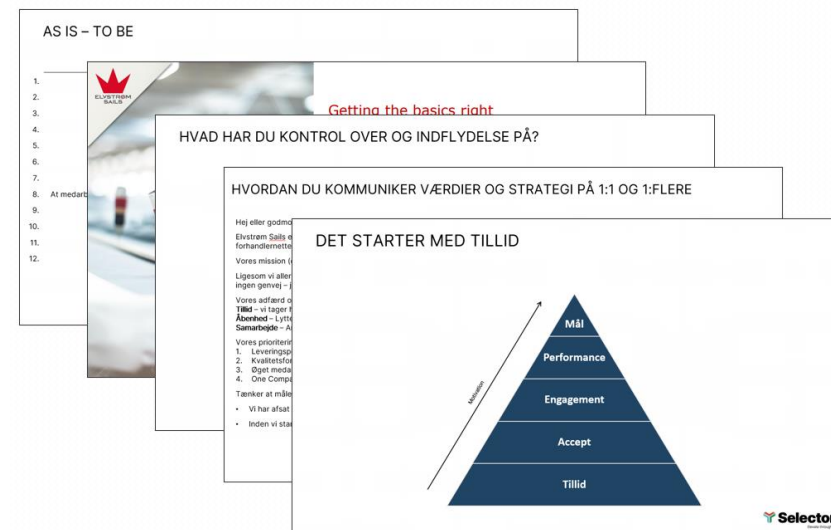 AS IS – TO BE
1.
2.
3.
4.
5.
6.
7.
8. At medarb
9.
10.
11.
12.
ELVSTRØM
SAILS
Getting the basics right
HVAD HAR DU KONTROL OVER OG INDFLYDELSE PÅ?
HVORDAN DU KOMMUNIKER VÆRDIER OG STRATEGI PÅ 1:1 OG 1:FLERE
Hej eller godmo
Elvstrøm Sails e
forhandlernette
Vores mission (
Ligesom vi aller
ingen genvej – j
Vores adfærd o
Tillid – vi tager f
Åbenhed – Lytte
Samarbejde – A
Vores prioriterin
1. Leveringsp
2. Kvalitetsfor
3. Øget meda
4. One Compa
Tænker at måle
• Vi har afsat
• Inden vi star
DET STARTER MED TILLID
Motivation
Mål
Performance
Engagement
Accept
Tillid
Selector